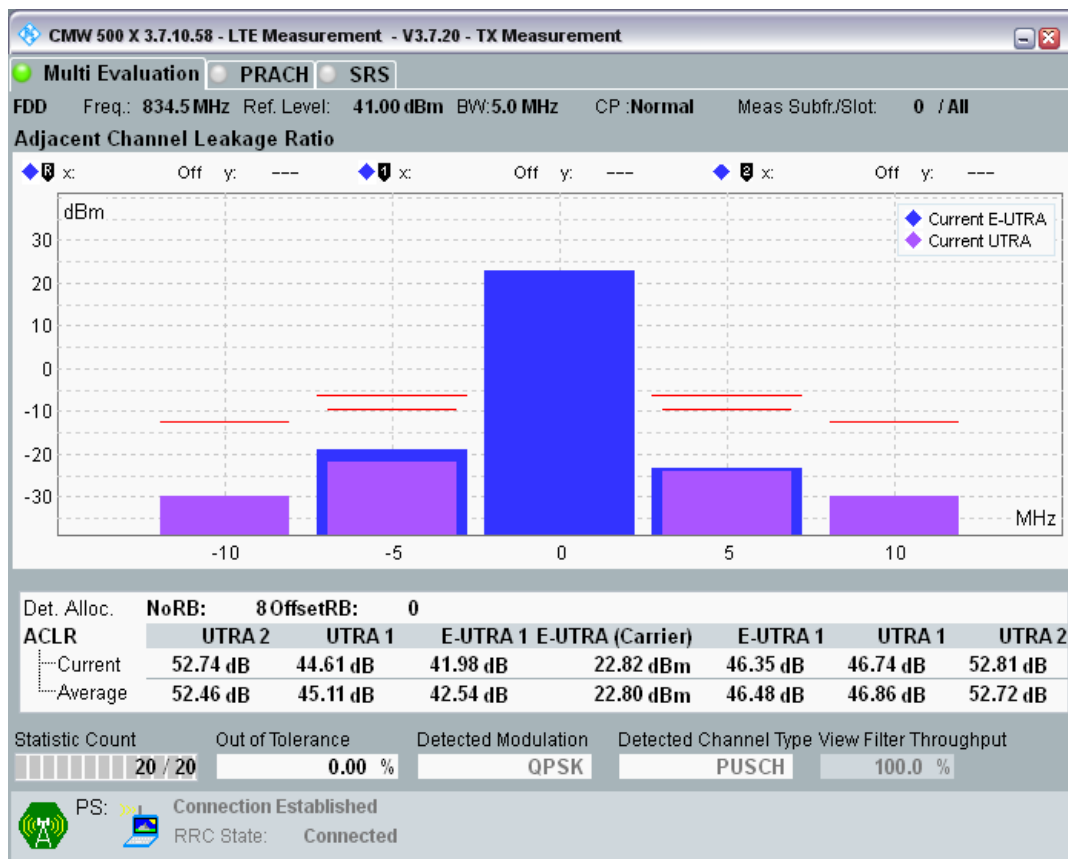 CMW 500 X 3.7.10.58 - LTE Measurement - V3.7.20 - TX Measurement
Multi Evaluation PRACH SRS
FDD Freq.: 834.5 MHz Ref. Level: 41.00 dBm BW:5.0 MHz CP :Normal Meas Subfr./Slot: 0 / All
Adjacent Channel Leakage Ratio
R x: Off y: --- 1 x: Off y: --- 2 x: Off y: ---
dBm
Current E-UTRA
Current UTRA
30
20
10
0
-10
-20
-30
MHz
-10 -5 0 5 10
Det. Alloc. NoRB: 8 OffsetRB: 0
ACLR UTRA 2 UTRA 1 E-UTRA 1 E-UTRA (Carrier) E-UTRA 1 UTRA 1 UTRA 2
Current 52.74 dB 44.61 dB 41.98 dB 22.82 dBm 46.35 dB 46.74 dB 52.81 dB
Average 52.46 dB 45.11 dB 42.54 dB 22.80 dBm 46.48 dB 46.86 dB 52.72 dB
Statistic Count Out of Tolerance Detected Modulation Detected Channel Type View Filter Throughput
20 / 20 0.00 % QPSK PUSCH 100.0 %
PS: Connection Established
RRC State: Connected